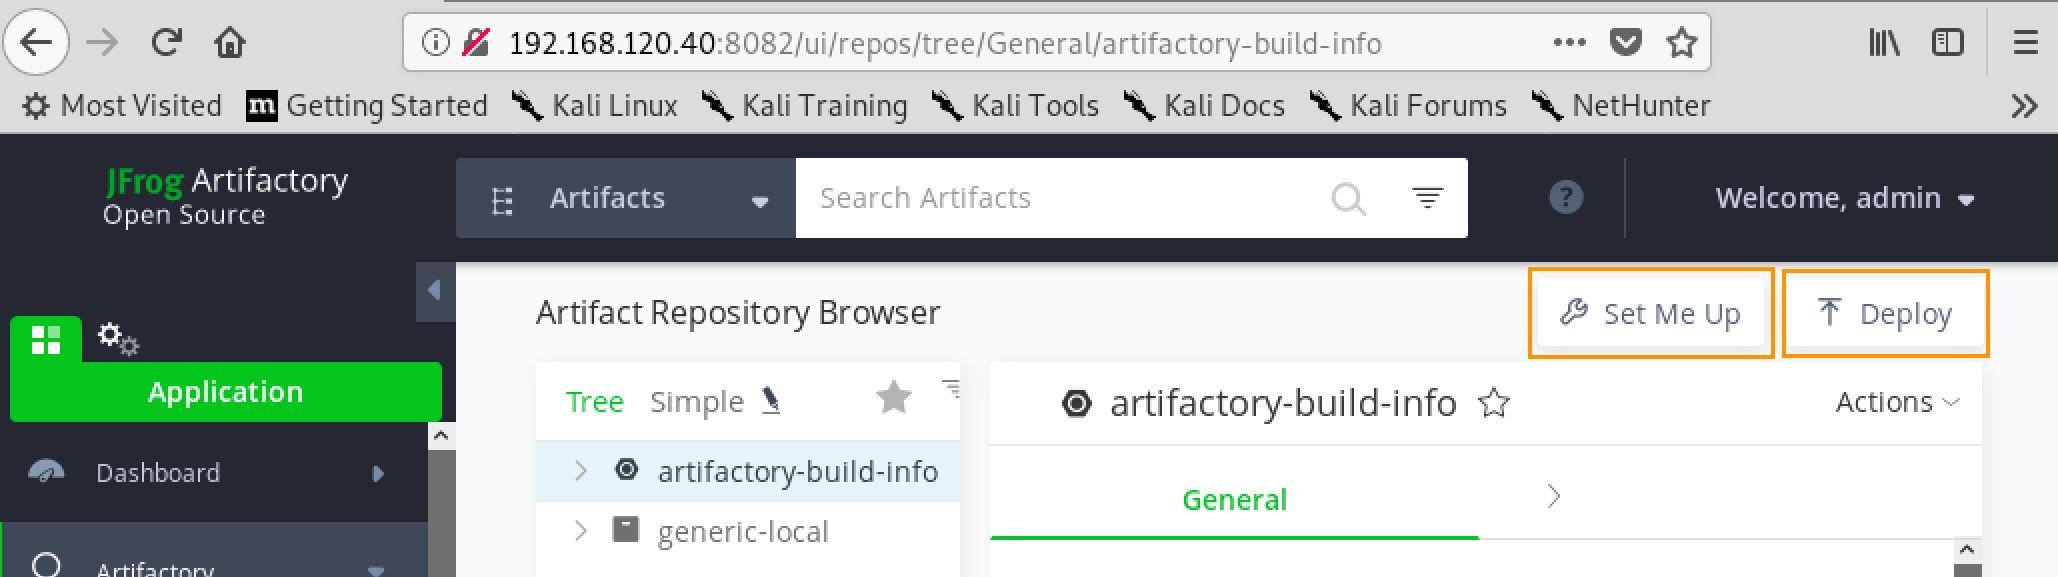 192.168.120.40:8082/ui/repos/tree/General/artifactory-build-info
Most Visited Getting Started Kali Linux Kali Training Kali Tools Kali Docs Kali Forums NetHunter
JFrog Artifactory
Open Source
Artifacts Search Artifacts Welcome, admin
Artifact Repository Browser Set Me Up Deploy
Application
Tree Simple artifactory-build-info Actions
Dashboard artifactory-build-info
General
generic-local
Artifactory